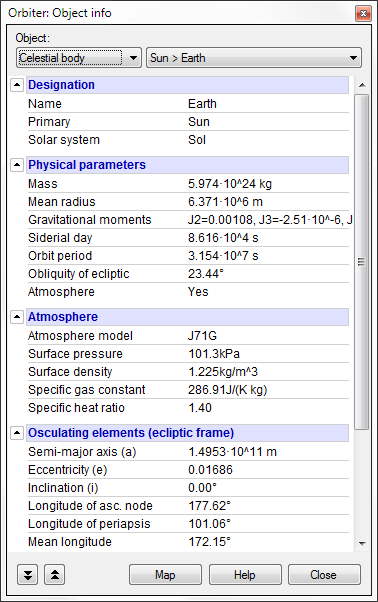 Orbiter: Object info
Object:
Celestial body Sun > Earth
Designation
Name Earth
Primary Sun
Solar system Sol
Physical parameters
Mass 5.974·10^24 kg
Mean radius 6.371·10^6 m
Gravitational moments J2=0.00108, J3=-2.51·10^-6, J
Siderial day 8.616·10^4 s
Orbit period 3.154·10^7 s
Obliquity of ecliptic 23.44°
Atmosphere Yes
Atmosphere
Atmosphere model J71G
Surface pressure 101.3kPa
Surface density 1.225kg/m^3
Specific gas constant 286.91J/(K kg)
Specific heat ratio 1.40
Osculating elements (ecliptic frame)
Semi-major axis (a) 1.4953·10^11 m
Eccentricity (e) 0.01686
Inclination (i) 0.00°
Longitude of asc. node 177.62°
Longitude of periapsis 101.06°
Mean longitude 172.15°
Map Help Close